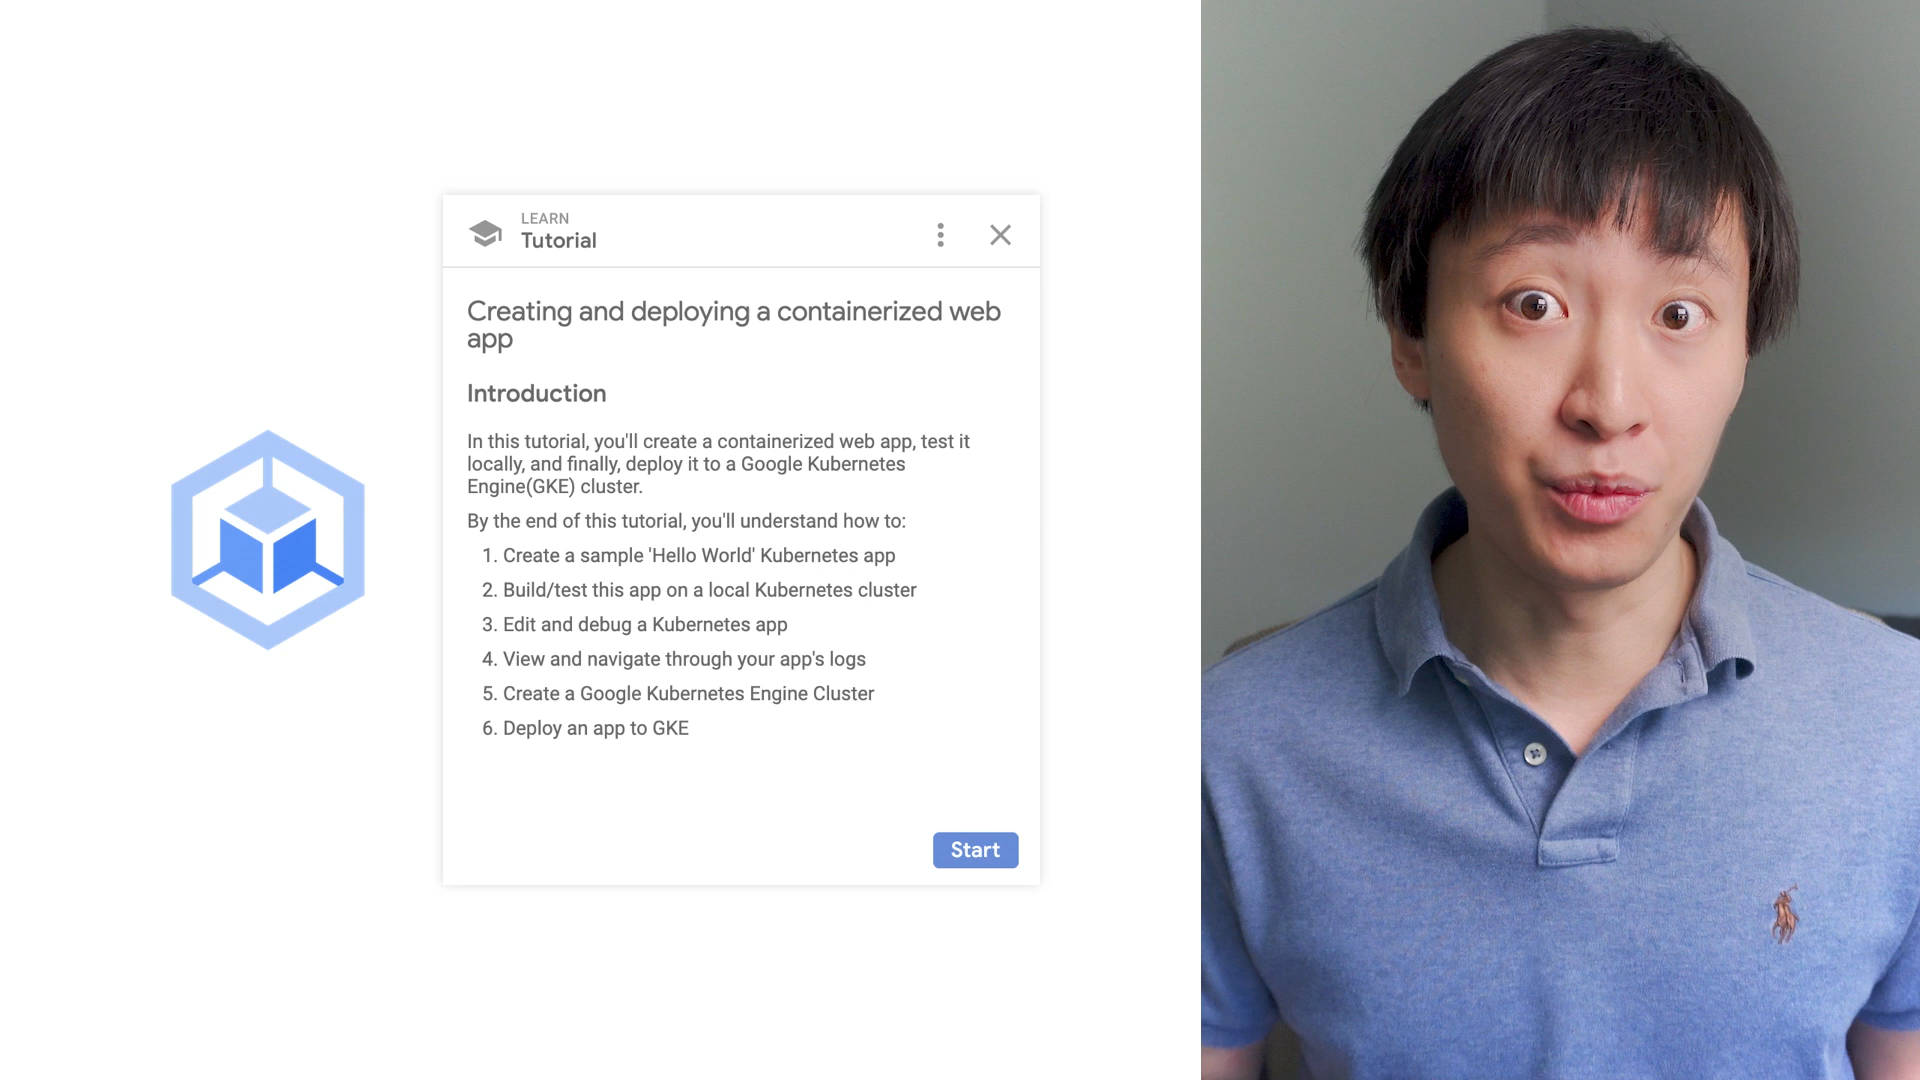 LEARN
Tutorial
Creating and deploying a containerized web
app
Introduction
In this tutorial, you'll create a containerized web app, test it
locally, and finally, deploy it to a Google Kubernetes
Engine(GKE) cluster.
By the end of this tutorial, you'll understand how to:
1. Create a sample 'Hello World' Kubernetes app
2. Build/test this app on a local Kubernetes cluster
3. Edit and debug a Kubernetes app
4. View and navigate through your app's logs
5. Create a Google Kubernetes Engine Cluster
6. Deploy an app to GKE
Start